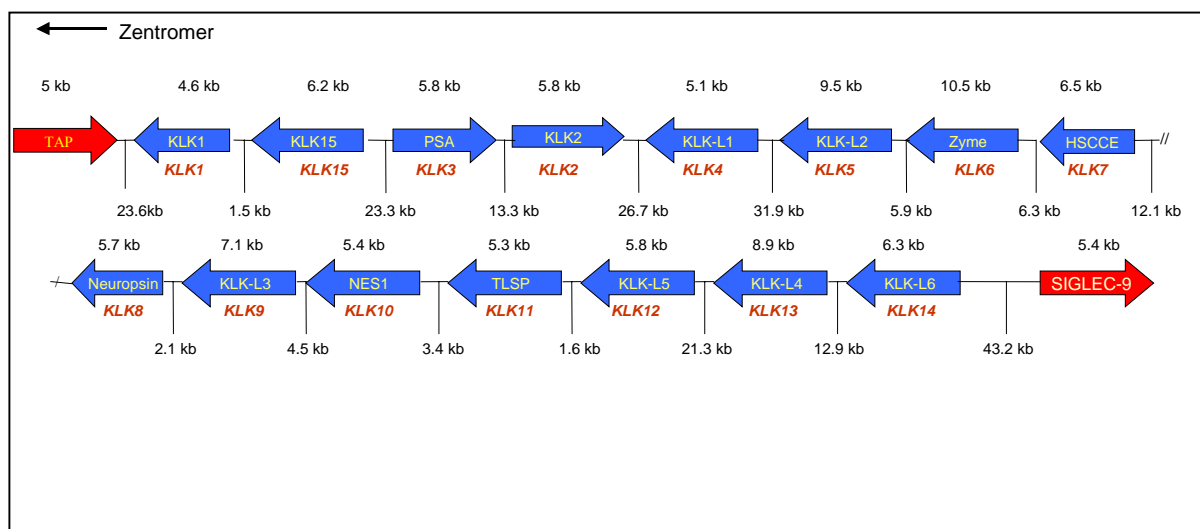 Zentromer
5 kb 4.6 kb 6.2 kb 5.8 kb 5.8 kb 5.1 kb 9.5 kb 10.5 kb 6.5 kb
TAP KLK1 KLK15 PSA KLK2 KLK-L1 KLK-L2 Zyme HSCCE //
KLK1 KLK15 KLK3 KLK2 KLK4 KLK5 KLK6 KLK7
23.6kb 1.5 kb 23.3 kb 13.3 kb 26.7 kb 31.9 kb 5.9 kb 6.3 kb 12.1 kb
5.7 kb 7.1 kb 5.4 kb 5.3 kb 5.8 kb 8.9 kb 6.3 kb 5.4 kb
/ Neuropsin KLK-L3 NES1 TLSP KLK-L5 KLK-L4 KLK-L6 SIGLEC-9
KLK8 KLK9 KLK10 KLK11 KLK12 KLK13 KLK14
2.1 kb 4.5 kb 3.4 kb 1.6 kb 21.3 kb 12.9 kb 43.2 kb